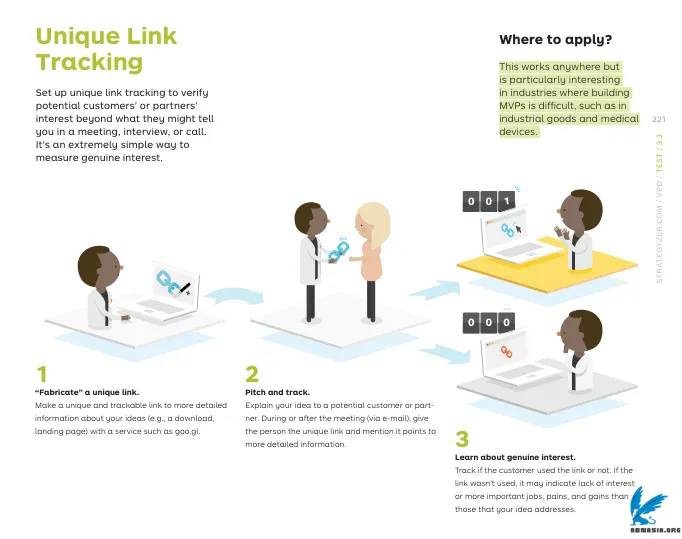 Unique Link
Tracking
Set up unique link tracking to verify
potential customers' or partners'
interest beyond what they might tell
you in a meeting, interview, or call.
It's an extremely simple way to
measure genuine interest.
Where to apply?
This works anywhere but
is particularly interesting
in industries where building
MVPs is difficult, such as in
industrial goods and medical
devices.
221
STRATEGYZER.COM / VPD / TEST / 3.3
0 0 1
0 0 0
1
“Fabricate” a unique link.
Make a unique and trackable link to more detailed
information about your ideas (e.g., a download,
landing page) with a service such as goo.gl.
2
Pitch and track.
Explain your idea to a potential customer or part-
ner. During or after the meeting (via e-mail), give
the person the unique link and mention it points to
more detailed information.
3
Learn about genuine interest.
Track if the customer used the link or not. If the
link wasn't used, it may indicate lack of interest
or more important jobs, pains, and gains than
those that your idea addresses.
ABNASIA.ORG